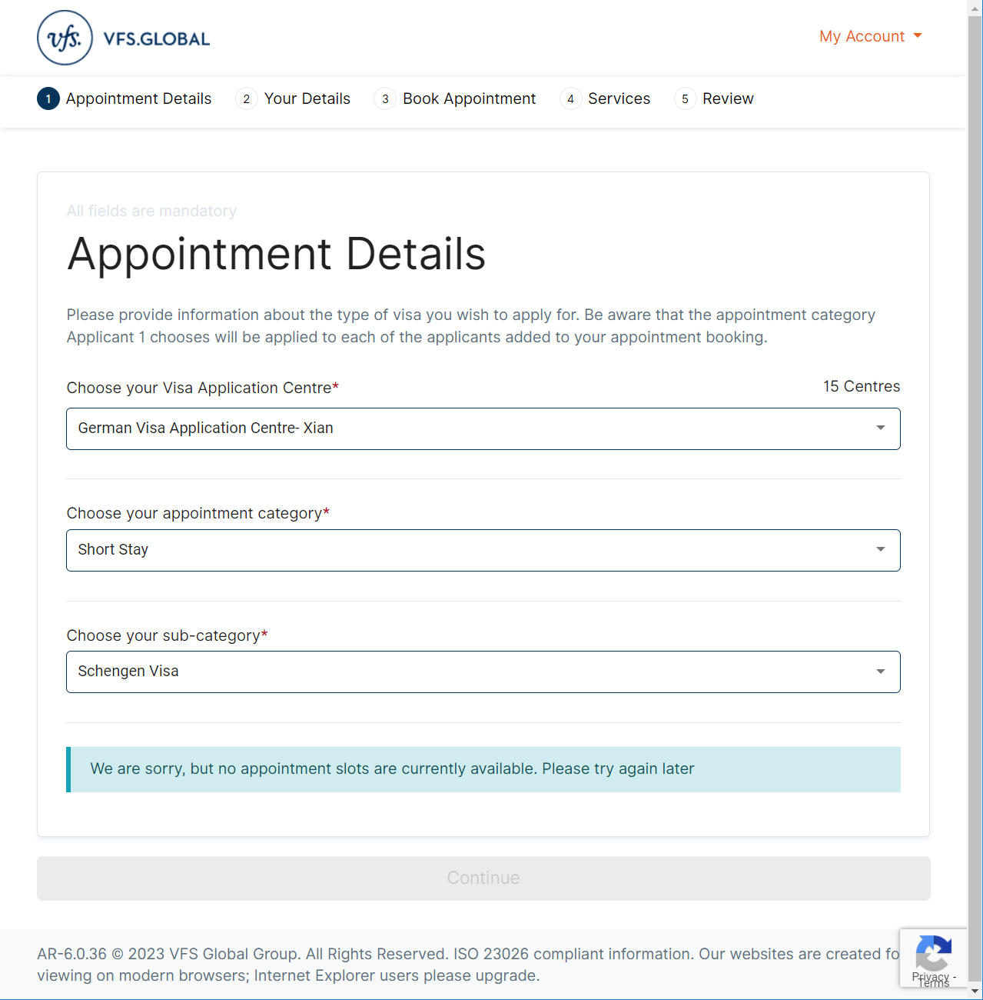 vfs. VFS.GLOBAL
My Account
1 Appointment Details 2 Your Details 3 Book Appointment 4 Services 5 Review
All fields are mandatory
Appointment Details
Please provide information about the type of visa you wish to apply for. Be aware that the appointment category
Applicant 1 chooses will be applied to each of the applicants added to your appointment booking.
Choose your Visa Application Centre* 15 Centres
German Visa Application Centre- Xian
Choose your appointment category*
Short Stay
Choose your sub-category*
Schengen Visa
We are sorry, but no appointment slots are currently available. Please try again later
Continue
AR-6.0.36 © 2023 VFS Global Group. All Rights Reserved. ISO 23026 compliant information. Our websites are created fo
viewing on modern browsers; Internet Explorer users please upgrade.
Privacy -
Terms